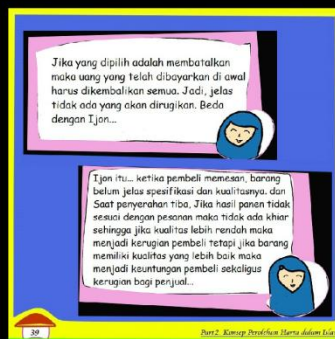 Jika yang dipilih adalah membatalkan
maka uang yang telah dibayarkan di awal
harus dikembalikan semua. Jadi, jelas
tidak ada yang akan dirugikan. Beda
dengan Ijon...
Ijon itu... ketika pembeli memesan, barang
belum jelas spesifikasi dan kualitasnya. dan
Saat penyerahan tiba, Jika hasil panen tidak
sesuai dengan pesanan maka tidak ada khiar
sehingga jika kualitas lebih rendah maka
menjadi kerugian pembeli tetapi jika barang
memiliki kualitas yang lebih baik maka
menjadi keuntungan pembeli sekaligus
kerugian bagi penjual...
39
Part2. Konsep Perolehan Harta dalam Islam